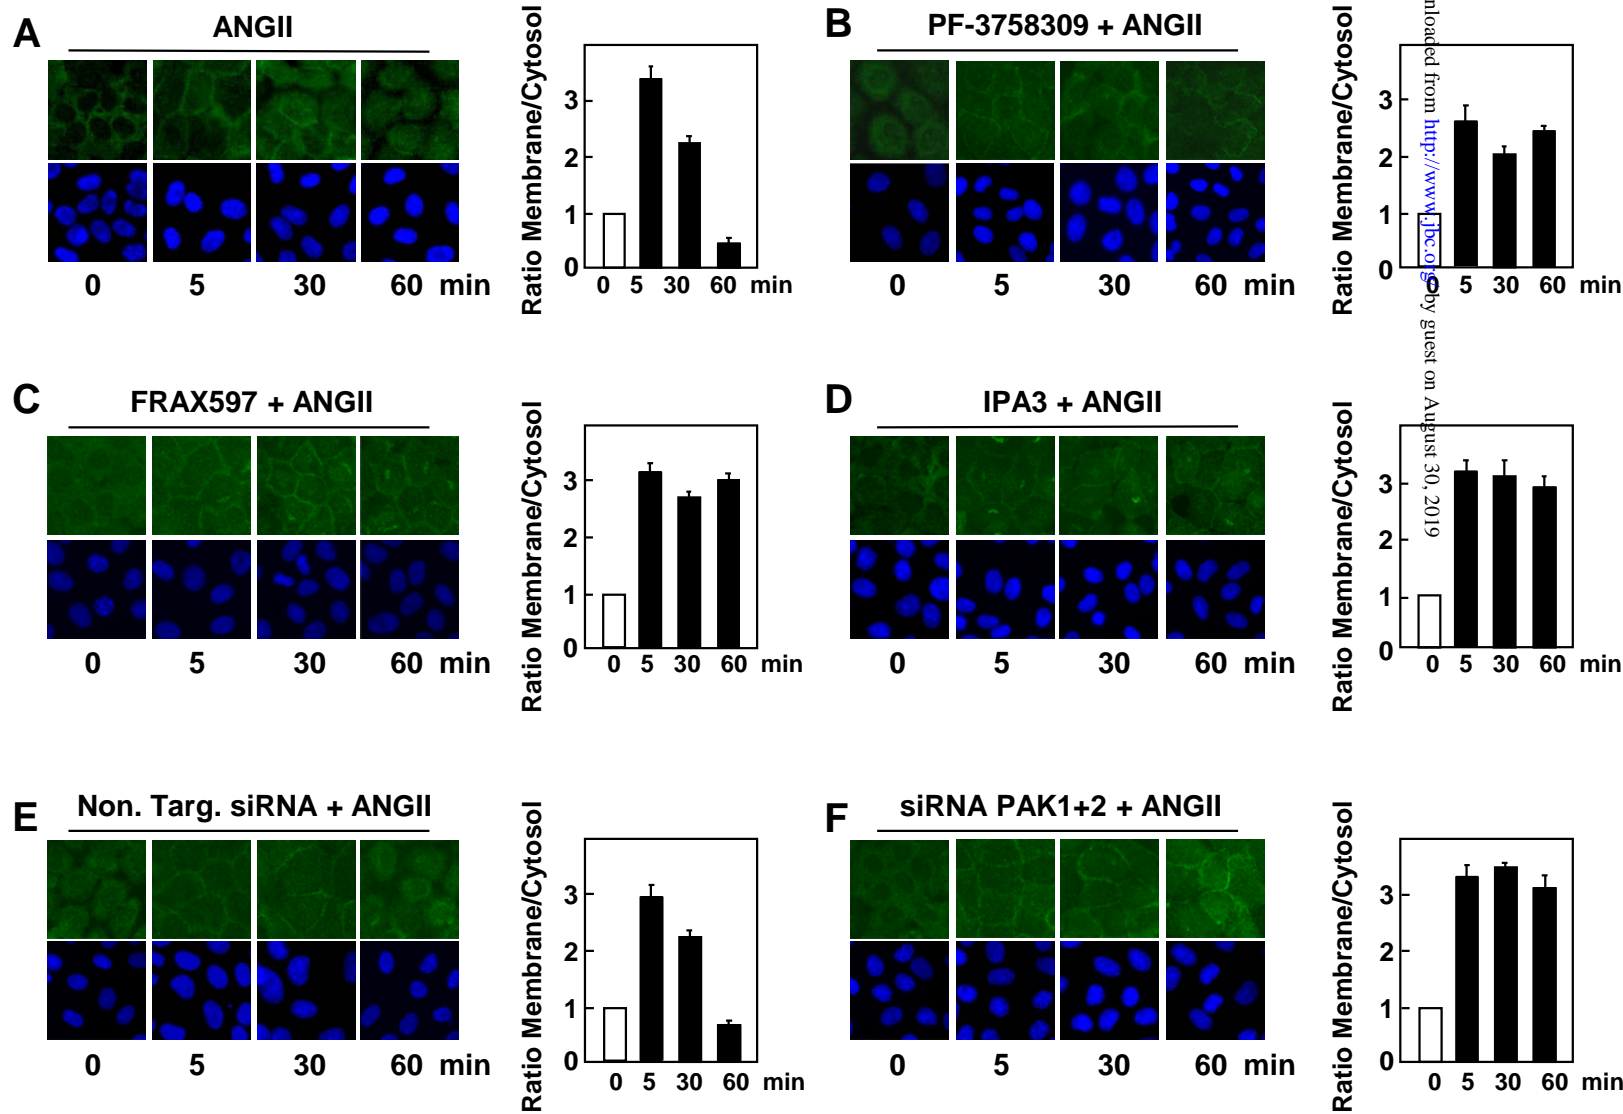 A
ANGII
Ratio Membrane/Cytosol
3
2
1
0
0 5 30 60 min
0 5 30 60 min
B
PF-3758309 + ANGII
Ratio Membrane/Cytosol
3
2
1
0
0 5 30 60 min
0 5 30 60 min
nloaded from http://www.jbc.org/ by guest on August 30, 2019
C
FRAX597 + ANGII
Ratio Membrane/Cytosol
3
2
1
0
0 5 30 60 min
0 5 30 60 min
D
IPA3 + ANGII
Ratio Membrane/Cytosol
3
2
1
0
0 5 30 60 min
0 5 30 60 min
E
Non. Targ. siRNA + ANGII
Ratio Membrane/Cytosol
3
2
1
0
0 5 30 60 min
0 5 30 60 min
F
siRNA PAK1+2 + ANGII
Ratio Membrane/Cytosol
3
2
1
0
0 5 30 60 min
0 5 30 60 min